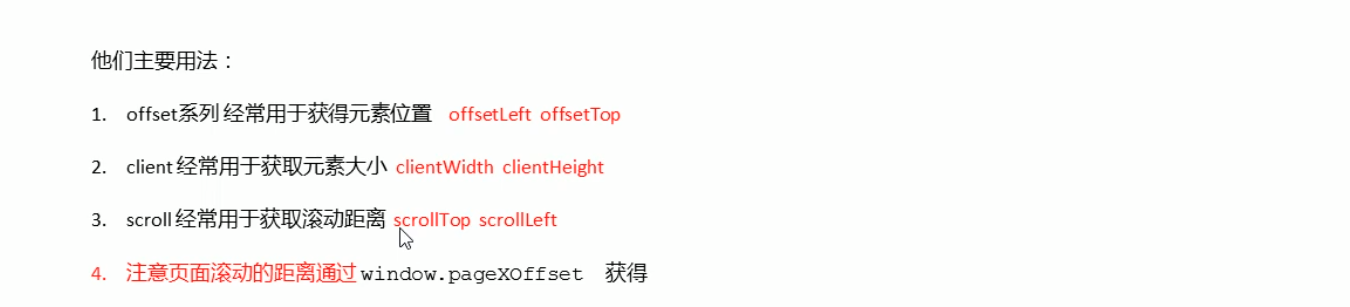 他们主要用法：
1. offset系列 经常用于获得元素位置 offsetLeft offsetTop
2. client 经常用于获取元素大小 clientWidth clientHeight
3. scroll 经常用于获取滚动距离 scrollTop scrollLeft
4. 注意页面滚动的距离通过 window.pageXOffset 获得